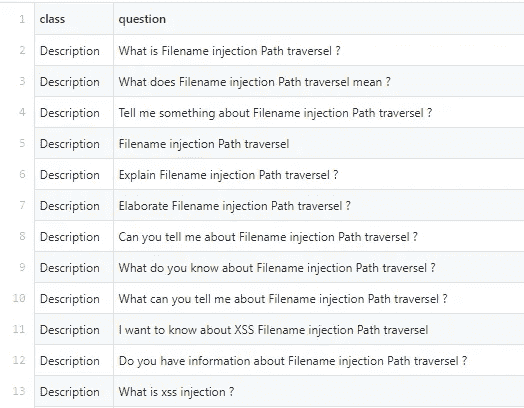 1 class question
2 Description What is Filename injection Path traversel ?
3 Description What does Filename injection Path traversel mean ?
4 Description Tell me something about Filename injection Path traversel ?
5 Description Filename injection Path traversel
6 Description Explain Filename injection Path traversel ?
7 Description Elaborate Filename injection Path traversel ?
8 Description Can you tell me about Filename injection Path traversel ?
9 Description What do you know about Filename injection Path traversel ?
10 Description What can you tell me about Filename injection Path traversel ?
11 Description I want to know about XSS Filename injection Path traversel
12 Description Do you have information about Filename injection Path traversel ?
13 Description What is xss injection ?